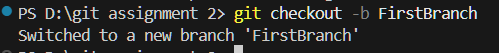 PS D:\git assignment 2> git checkout -b FirstBranch
Switched to a new branch 'FirstBranch'